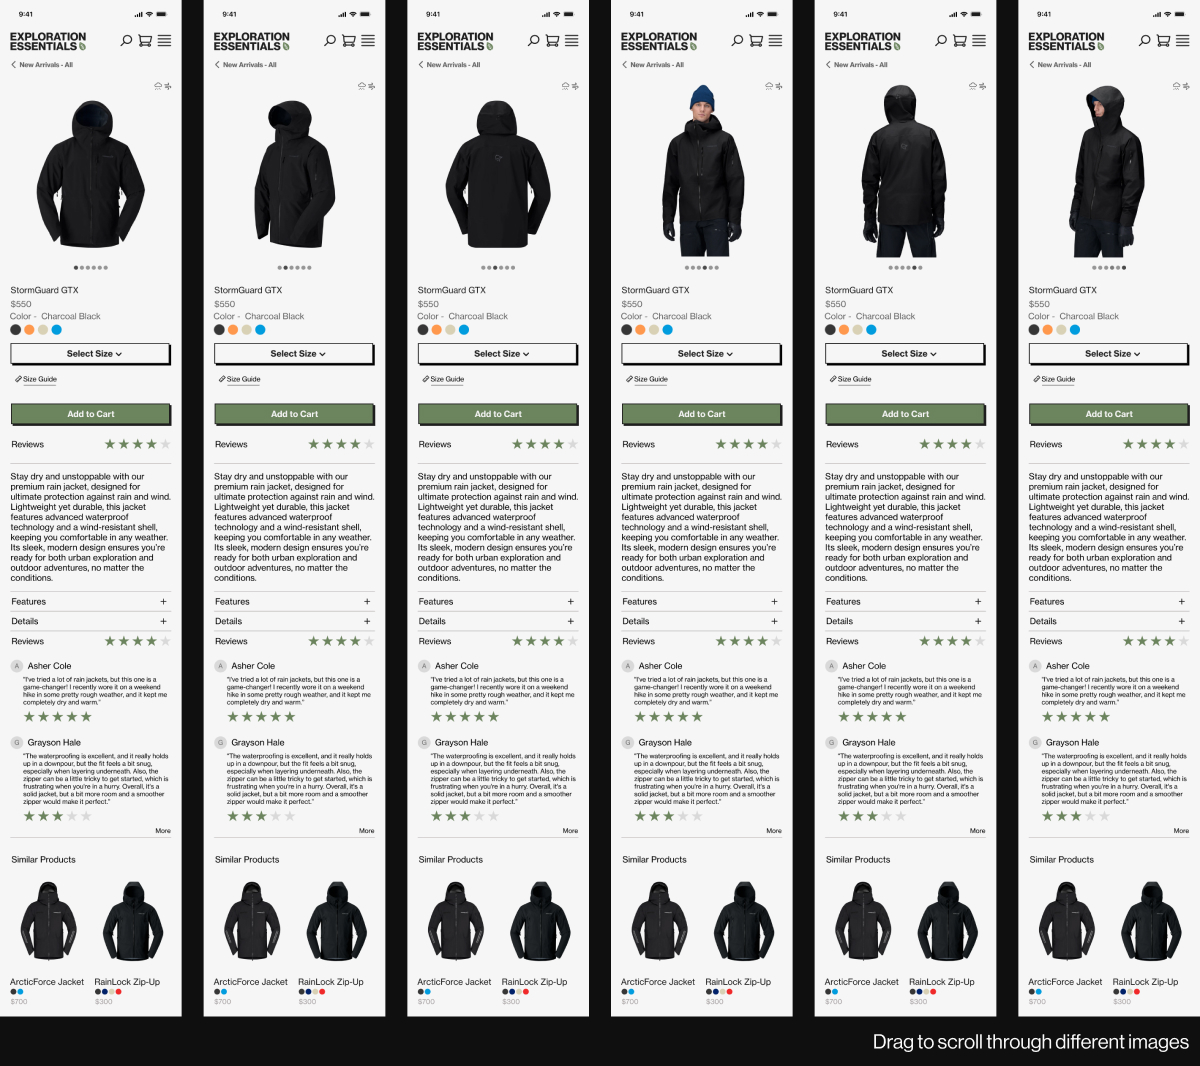 9:41
EXPLORATION
ESSENTIALS
New Arrivals - All
StormGuard GTX
$550
Color - Charcoal Black
Select Size
Size Guide
Add to Cart
Reviews
Stay dry and unstoppable with our
premium rain jacket, designed for
ultimate protection against rain and wind.
Lightweight yet durable, this jacket
features advanced waterproof
technology and a wind-resistant shell,
keeping you comfortable in any weather.
Its sleek, modern design ensures you're
ready for both urban exploration and
outdoor adventures, no matter the
conditions.
Features +
Details +
Reviews
A Asher Cole
"I've tried a lot of rain jackets, but this one is a
game-changer! I recently wore it on a weekend
hike in some pretty rough weather, and it kept me
completely dry and warm."
G Grayson Hale
"The waterproofing is excellent, and it really holds
up in a downpour, but the fit feels a bit snug,
especially when layering underneath. Also, the
zipper can be a little tricky to get started, which is
frustrating when you're in a hurry. Overall, it's a
solid jacket, but a bit more room and a smoother
zipper would make it perfect."
More
Similar Products
ArcticForce Jacket
$700
RainLock Zip-Up
$300
9:41
EXPLORATION
ESSENTIALS
New Arrivals - All
StormGuard GTX
$550
Color - Charcoal Black
Select Size
Size Guide
Add to Cart
Reviews
Stay dry and unstoppable with our
premium rain jacket, designed for
ultimate protection against rain and wind.
Lightweight yet durable, this jacket
features advanced waterproof
technology and a wind-resistant shell,
keeping you comfortable in any weather.
Its sleek, modern design ensures you're
ready for both urban exploration and
outdoor adventures, no matter the
conditions.
Features +
Details +
Reviews
A Asher Cole
"I've tried a lot of rain jackets, but this one is a
game-changer! I recently wore it on a weekend
hike in some pretty rough weather, and it kept me
completely dry and warm."
G Grayson Hale
"The waterproofing is excellent, and it really holds
up in a downpour, but the fit feels a bit snug,
especially when layering underneath. Also, the
zipper can be a little tricky to get started, which is
frustrating when you're in a hurry. Overall, it's a
solid jacket, but a bit more room and a smoother
zipper would make it perfect."
More
Similar Products
ArcticForce Jacket
$700
RainLock Zip-Up
$300
9:41
EXPLORATION
ESSENTIALS
New Arrivals - All
StormGuard GTX
$550
Color - Charcoal Black
Select Size
Size Guide
Add to Cart
Reviews
Stay dry and unstoppable with our
premium rain jacket, designed for
ultimate protection against rain and wind.
Lightweight yet durable, this jacket
features advanced waterproof
technology and a wind-resistant shell,
keeping you comfortable in any weather.
Its sleek, modern design ensures you're
ready for both urban exploration and
outdoor adventures, no matter the
conditions.
Features +
Details +
Reviews
A Asher Cole
"I've tried a lot of rain jackets, but this one is a
game-changer! I recently wore it on a weekend
hike in some pretty rough weather, and it kept me
completely dry and warm."
G Grayson Hale
"The waterproofing is excellent, and it really holds
up in a downpour, but the fit feels a bit snug,
especially when layering underneath. Also, the
zipper can be a little tricky to get started, which is
frustrating when you're in a hurry. Overall, it's a
solid jacket, but a bit more room and a smoother
zipper would make it perfect."
More
Similar Products
ArcticForce Jacket
$700
RainLock Zip-Up
$300
9:41
EXPLORATION
ESSENTIALS
New Arrivals - All
StormGuard GTX
$550
Color - Charcoal Black
Select Size
Size Guide
Add to Cart
Reviews
Stay dry and unstoppable with our
premium rain jacket, designed for
ultimate protection against rain and wind.
Lightweight yet durable, this jacket
features advanced waterproof
technology and a wind-resistant shell,
keeping you comfortable in any weather.
Its sleek, modern design ensures you're
ready for both urban exploration and
outdoor adventures, no matter the
conditions.
Features +
Details +
Reviews
A Asher Cole
"I've tried a lot of rain jackets, but this one is a
game-changer! I recently wore it on a weekend
hike in some pretty rough weather, and it kept me
completely dry and warm."
G Grayson Hale
"The waterproofing is excellent, and it really holds
up in a downpour, but the fit feels a bit snug,
especially when layering underneath. Also, the
zipper can be a little tricky to get started, which is
frustrating when you're in a hurry. Overall, it's a
solid jacket, but a bit more room and a smoother
zipper would make it perfect."
More
Similar Products
ArcticForce Jacket
$700
RainLock Zip-Up
$300
9:41
EXPLORATION
ESSENTIALS
New Arrivals - All
StormGuard GTX
$550
Color - Charcoal Black
Select Size
Size Guide
Add to Cart
Reviews
Stay dry and unstoppable with our
premium rain jacket, designed for
ultimate protection against rain and wind.
Lightweight yet durable, this jacket
features advanced waterproof
technology and a wind-resistant shell,
keeping you comfortable in any weather.
Its sleek, modern design ensures you're
ready for both urban exploration and
outdoor adventures, no matter the
conditions.
Features +
Details +
Reviews
A Asher Cole
"I've tried a lot of rain jackets, but this one is a
game-changer! I recently wore it on a weekend
hike in some pretty rough weather, and it kept me
completely dry and warm."
G Grayson Hale
"The waterproofing is excellent, and it really holds
up in a downpour, but the fit feels a bit snug,
especially when layering underneath. Also, the
zipper can be a little tricky to get started, which is
frustrating when you're in a hurry. Overall, it's a
solid jacket, but a bit more room and a smoother
zipper would make it perfect."
More
Similar Products
ArcticForce Jacket
$700
RainLock Zip-Up
$300
9:41
EXPLORATION
ESSENTIALS
New Arrivals - All
StormGuard GTX
$550
Color - Charcoal Black
Select Size
Size Guide
Add to Cart
Reviews
Stay dry and unstoppable with our
premium rain jacket, designed for
ultimate protection against rain and wind.
Lightweight yet durable, this jacket
features advanced waterproof
technology and a wind-resistant shell,
keeping you comfortable in any weather.
Its sleek, modern design ensures you're
ready for both urban exploration and
outdoor adventures, no matter the
conditions.
Features +
Details +
Reviews
A Asher Cole
"I've tried a lot of rain jackets, but this one is a
game-changer! I recently wore it on a weekend
hike in some pretty rough weather, and it kept me
completely dry and warm."
G Grayson Hale
"The waterproofing is excellent, and it really holds
up in a downpour, but the fit feels a bit snug,
especially when layering underneath. Also, the
zipper can be a little tricky to get started, which is
frustrating when you're in a hurry. Overall, it's a
solid jacket, but a bit more room and a smoother
zipper would make it perfect."
More
Similar Products
ArcticForce Jacket
$700
RainLock Zip-Up
$300
Drag to scroll through different images